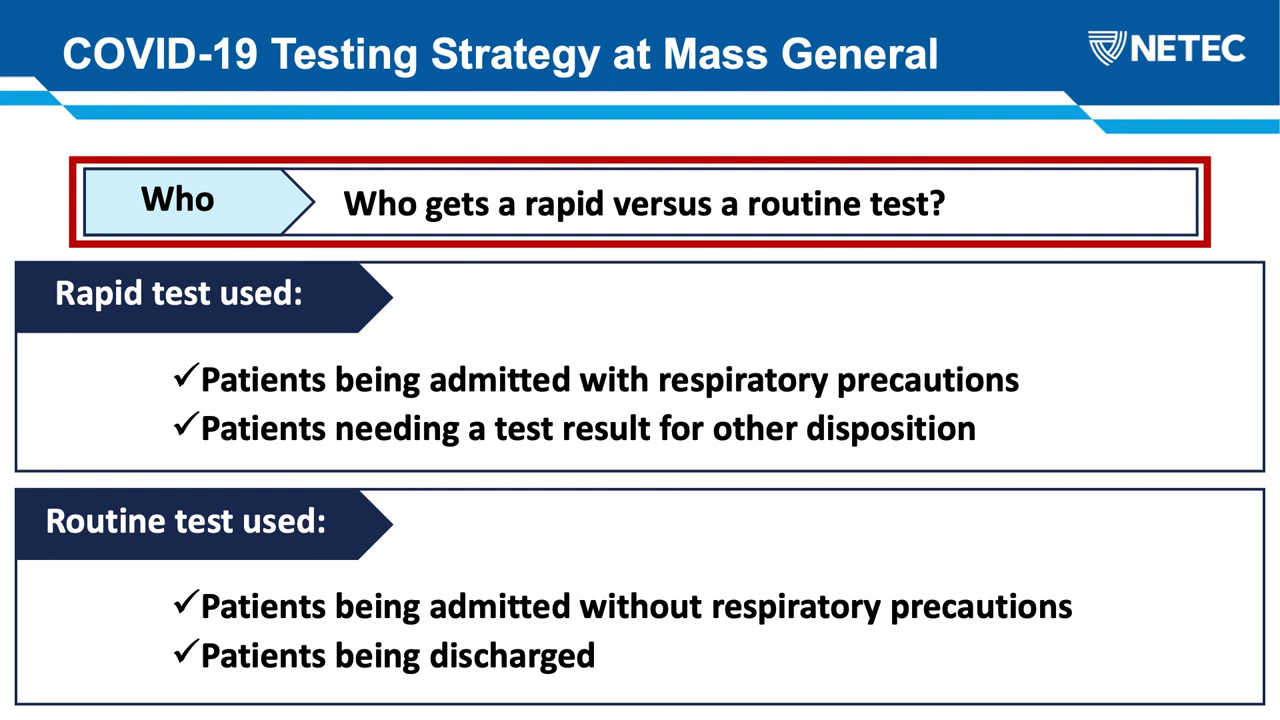 COVID-19 Testing Strategy at Mass General
NETEC
Who
Who gets a rapid versus a routine test?
Rapid test used:
✓Patients being admitted with respiratory precautions
✓Patients needing a test result for other disposition
Routine test used:
✓Patients being admitted without respiratory precautions
✓Patients being discharged